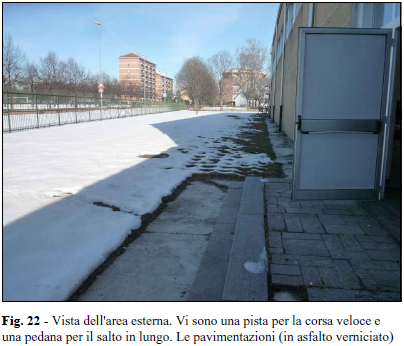 Fig. 22 - Vista dell'area esterna. Vi sono una pista per la corsa veloce e
una pedana per il salto in lungo. Le pavimentazioni (in asfalto verniciato)